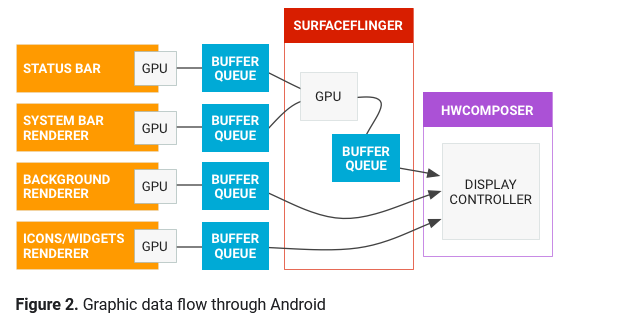 SURFACEFLINGER
STATUS BAR
GPU
BUFFER
QUEUE
GPU
SYSTEM BAR
RENDERER
GPU
BUFFER
QUEUE
HWCOMPOSER
BUFFER
QUEUE
BACKGROUND
RENDERER
GPU
BUFFER
QUEUE
DISPLAY
CONTROLLER
ICONS/WIDGETS
RENDERER
GPU
BUFFER
QUEUE
Figure 2. Graphic data flow through Android